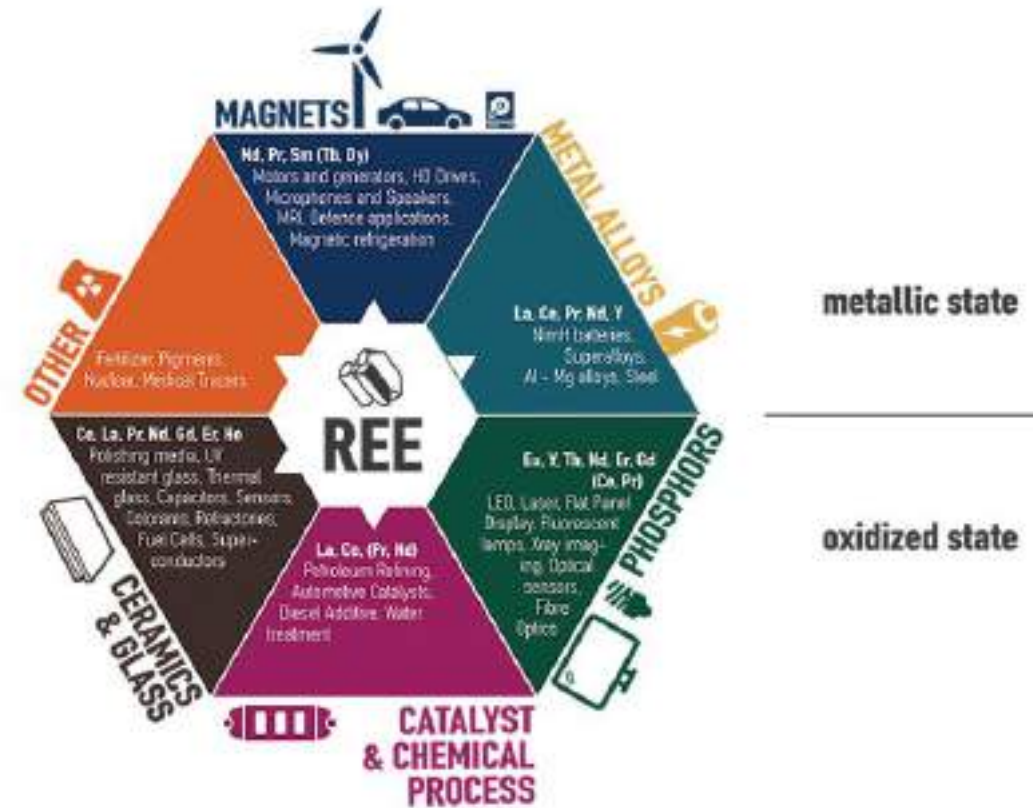 MAGNETS
Nd, Pr, Sm (Tb, Dy)
Motors and generators, HD Drives,
Microphones and Speakers,
MRI, Defence applications,
Magnetic refrigeration
METAL ALLOYS
La, Ce, Pr, Nd, Y
NimH batteries,
Superalloys,
Al – Mg alloys, Steel
metallic state
OTHER
Fertilizer, Pigments,
Nuclear, Medical Tracers
REE
Ce, La, Pr, Nd, Gd, Er, Ho
Polishing media, UV
resistant glass, Thermal
glass, Capacitors, Sensors,
Colorants, Refractories,
Fuel Cells, Super-
conductors
CERAMICS
& GLASS
Eu, Y, Tb, Nd, Er, Gd
(Ce, Pr)
LED, Laser, Flat Panel
Display, Fluorescent
lamps, Xray imag-
ing, Optical
sensors,
Fibre
Optics
PHOSPHORS
oxidized state
La, Ce, (Pr, Nd)
Petroleum Refining,
Automotive Catalysts,
Diesel Additive, Water
treatment
CATALYST
& CHEMICAL
PROCESS